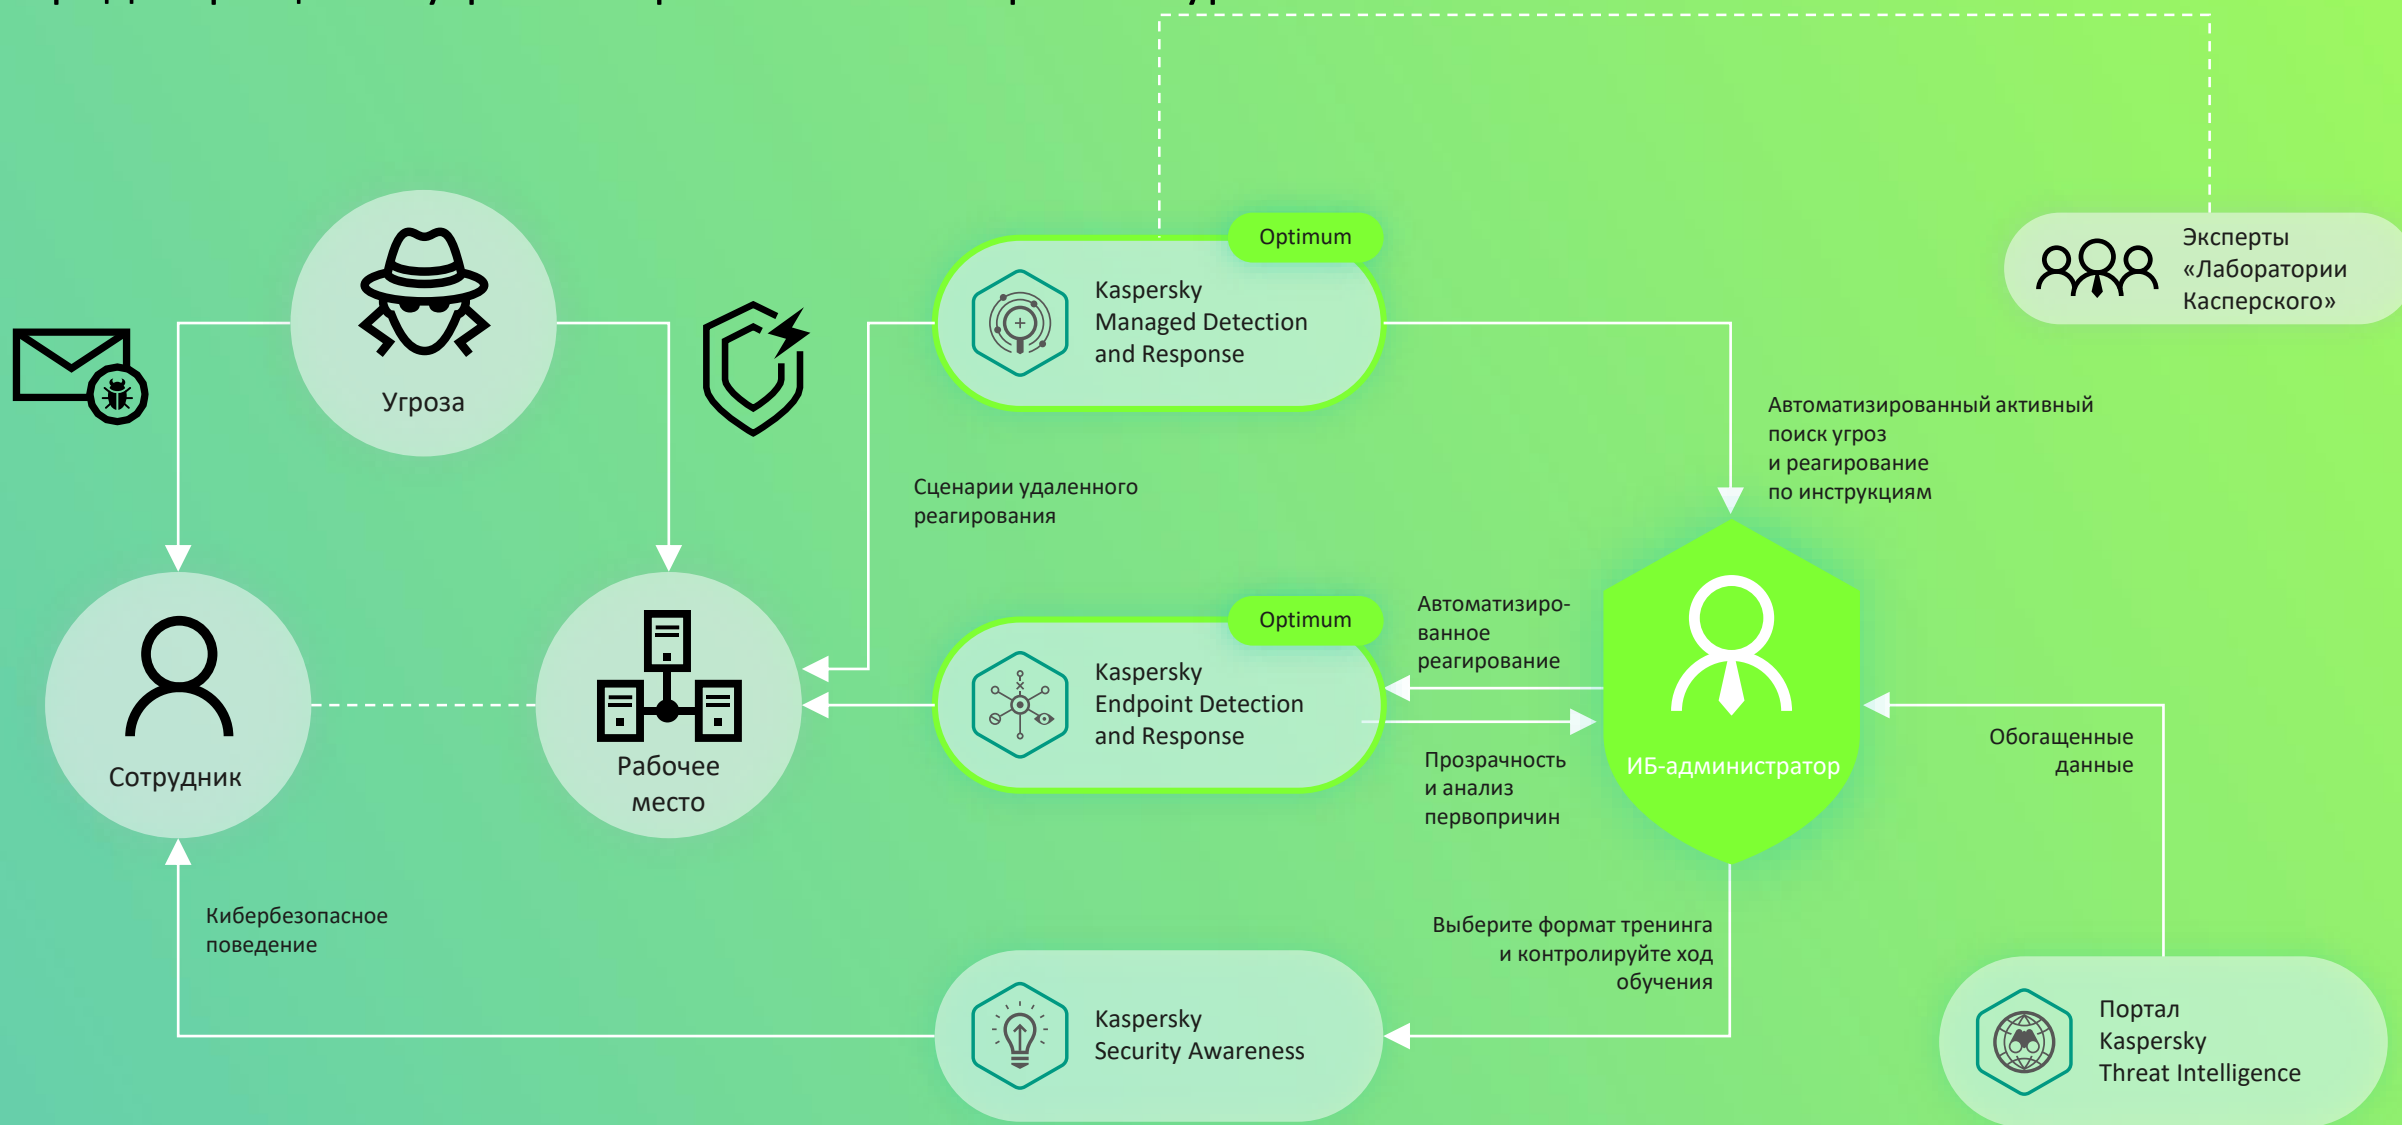 Optimum
Kaspersky
Managed Detection
and Response
Эксперты
«Лаборатории
Касперского»
Угроза
Автоматизированный активный
поиск угроз
и реагирование
по инструкциям
Сценарии удаленного
реагирования
Optimum
Kaspersky
Endpoint Detection
and Response
Автоматизиро-
ванное
реагирование
Прозрачность
и анализ
первопричин
ИБ-администратор
Обогащенные
данные
Сотрудник
Рабочее
место
Кибербезопасное
поведение
Выберите формат тренинга
и контролируйте ход
обучения
Kaspersky
Security Awareness
Портал
Kaspersky
Threat Intelligence